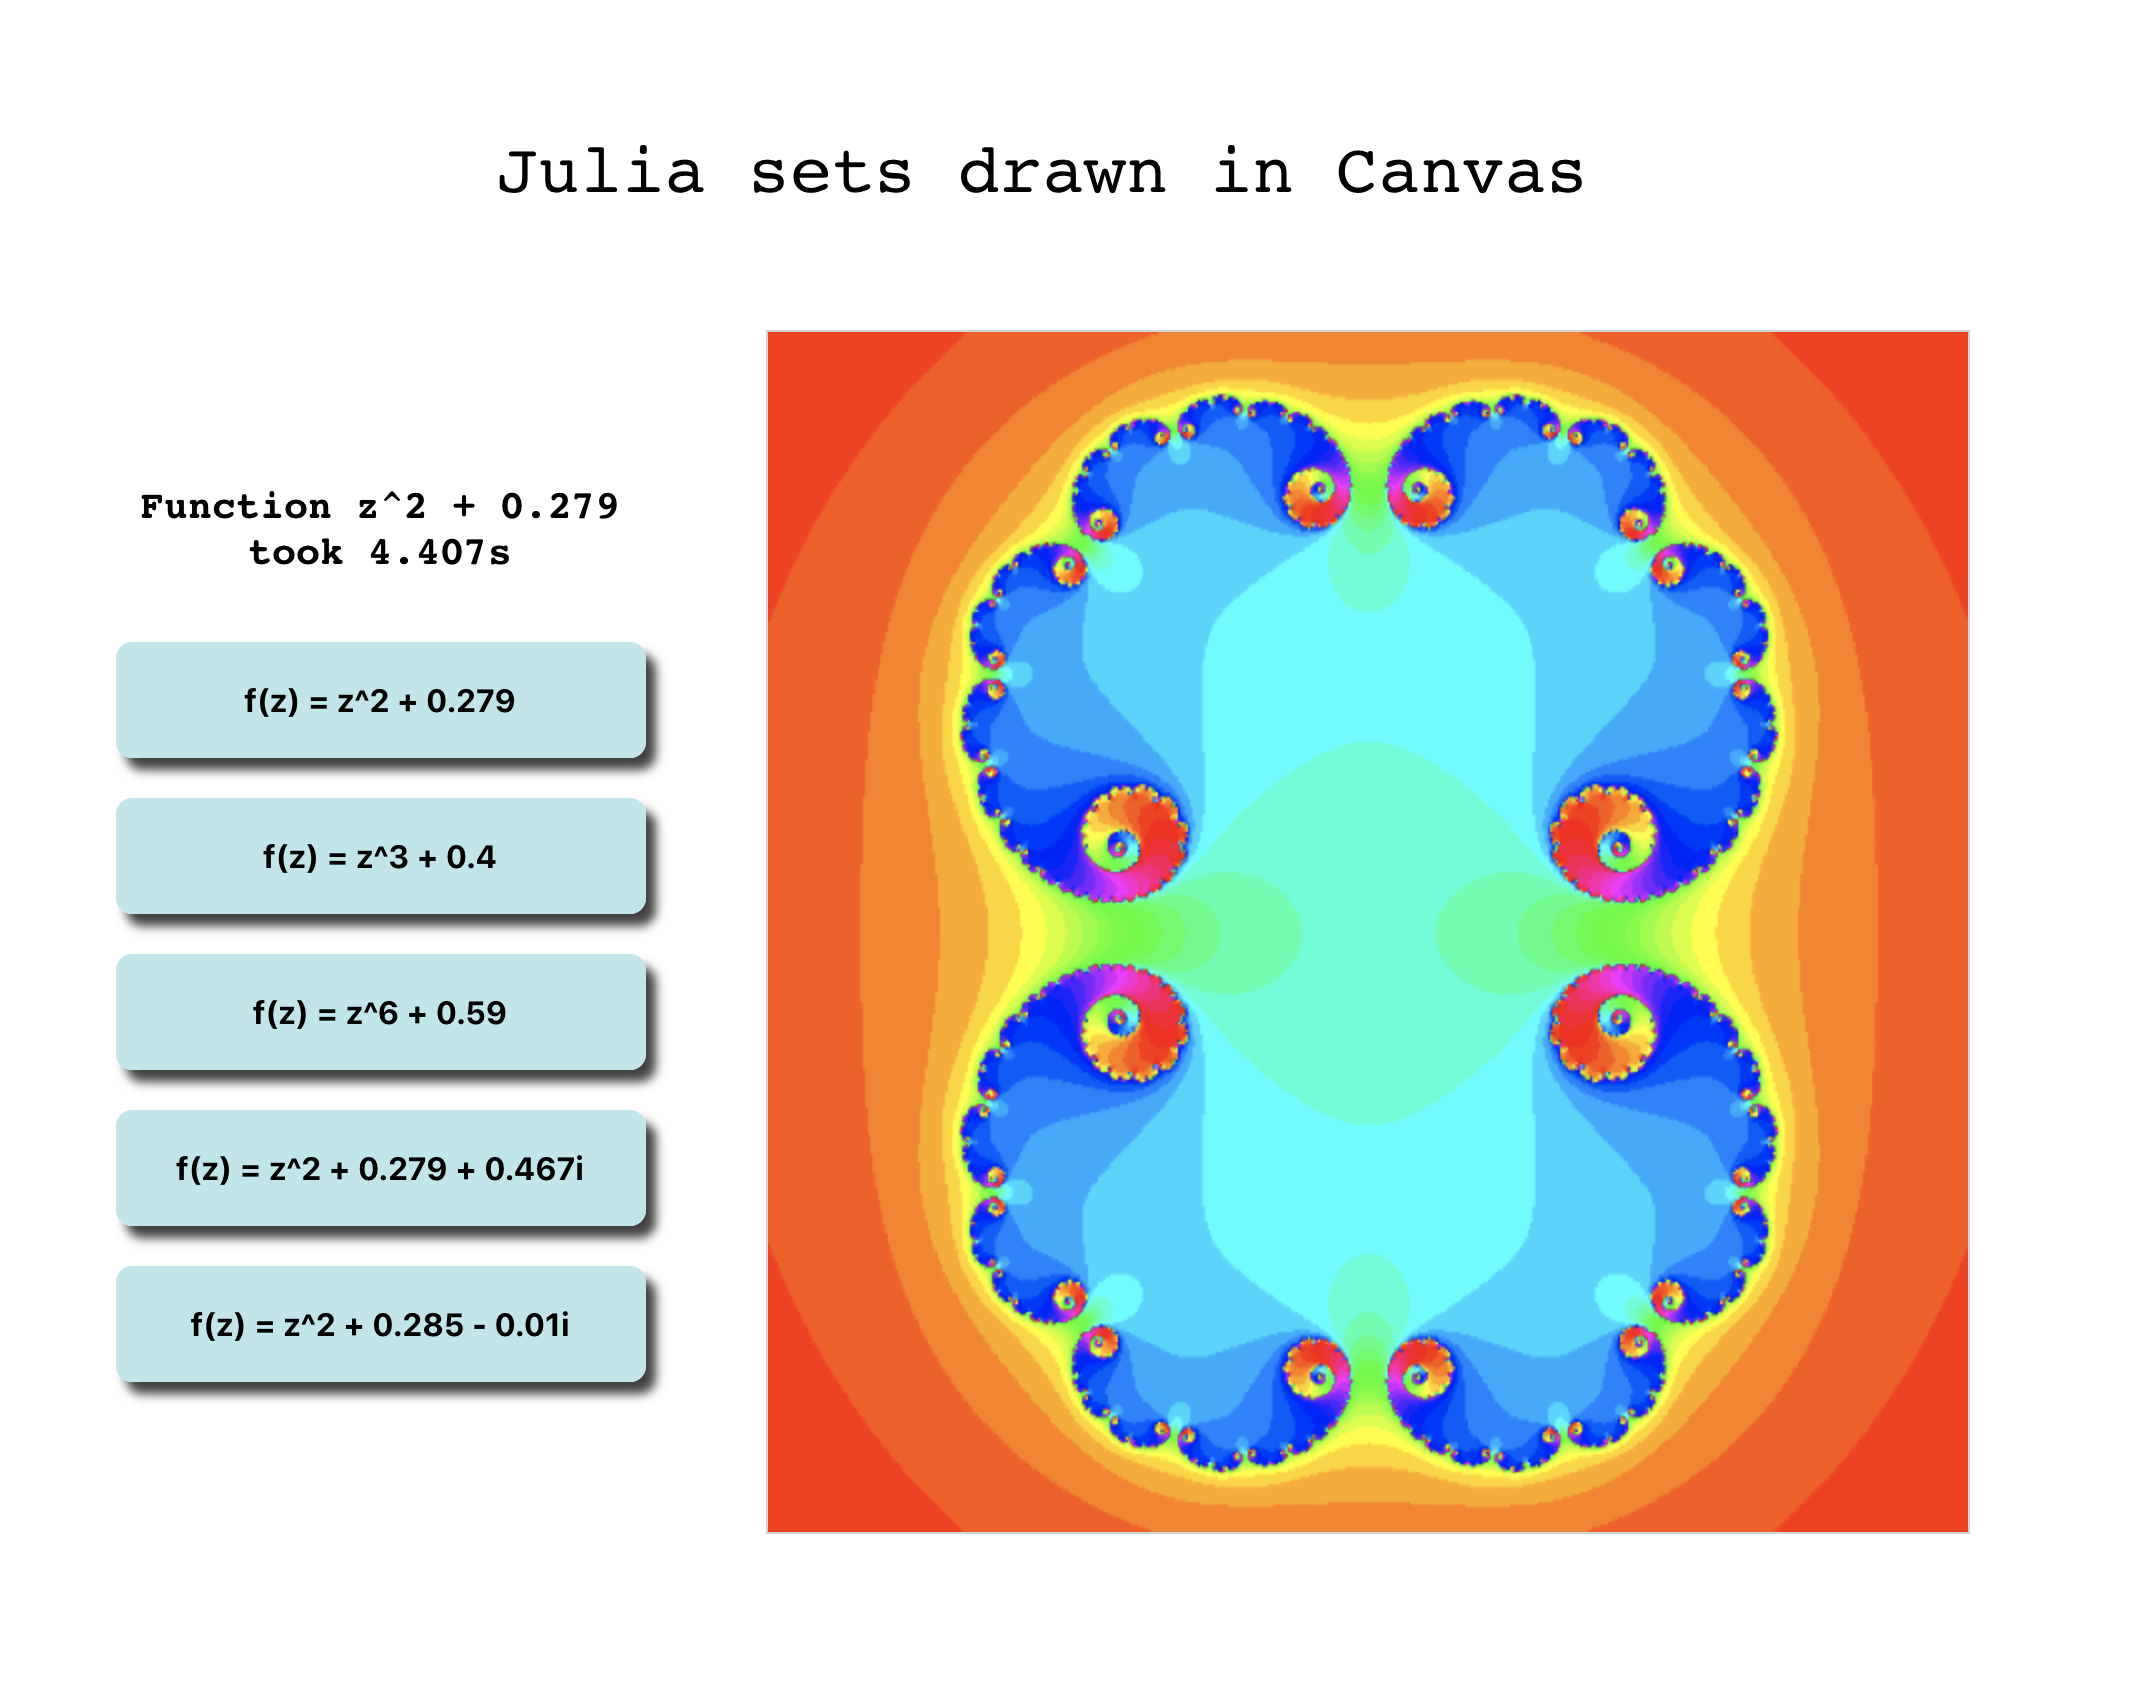 Julia sets drawn in Canvas
Function z^2 + 0.279
took 4.407s
f(z) = z^2 + 0.279
f(z) = z^3 + 0.4
f(z) = z^6 + 0.59
f(z) = z^2 + 0.279 + 0.467i
f(z) = z^2 + 0.285 - 0.01i